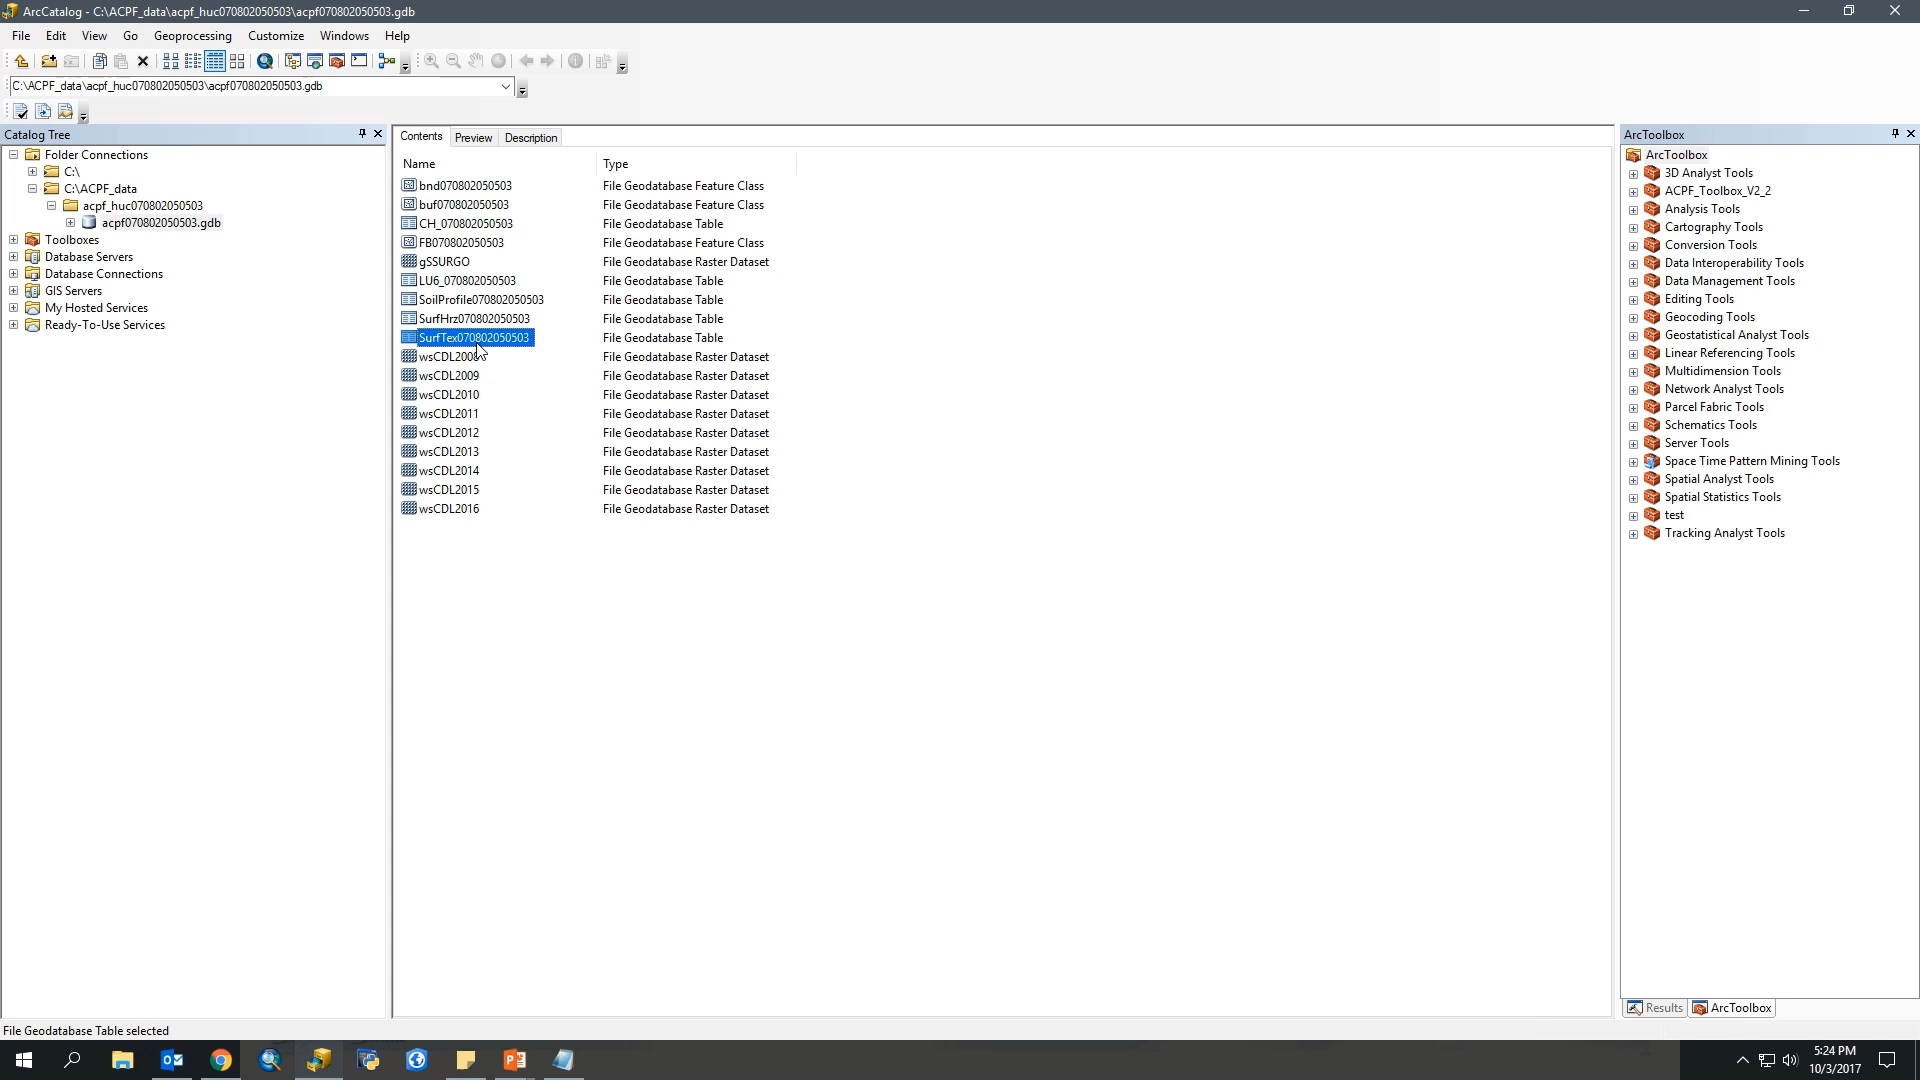 ArcCatalog - C:\ACPF_data\acpf_huc070802050503\acpf070802050503.gdb
File Edit View Go Geoprocessing Customize Windows Help
C:\ACPF_data\acpf_huc070802050503\acpf070802050503.gdb
Catalog Tree
Folder Connections
C:\
C:\ACPF_data
acpf_huc070802050503
acpf070802050503.gdb
Toolboxes
Database Servers
Database Connections
GIS Servers
My Hosted Services
Ready-To-Use Services
Contents Preview Description
Name Type
bnd070802050503 File Geodatabase Feature Class
buf070802050503 File Geodatabase Feature Class
CH_070802050503 File Geodatabase Table
FB070802050503 File Geodatabase Feature Class
gSSURGO File Geodatabase Raster Dataset
LU6_070802050503 File Geodatabase Table
SoilProfile070802050503 File Geodatabase Table
SurfHrz070802050503 File Geodatabase Table
SurfTex070802050503 File Geodatabase Table
wsCDL2008 File Geodatabase Raster Dataset
wsCDL2009 File Geodatabase Raster Dataset
wsCDL2010 File Geodatabase Raster Dataset
wsCDL2011 File Geodatabase Raster Dataset
wsCDL2012 File Geodatabase Raster Dataset
wsCDL2013 File Geodatabase Raster Dataset
wsCDL2014 File Geodatabase Raster Dataset
wsCDL2015 File Geodatabase Raster Dataset
wsCDL2016 File Geodatabase Raster Dataset
ArcToolbox
ArcToolbox
3D Analyst Tools
ACPF_Toolbox_V2_2
Analysis Tools
Cartography Tools
Conversion Tools
Data Interoperability Tools
Data Management Tools
Editing Tools
Geocoding Tools
Geostatistical Analyst Tools
Linear Referencing Tools
Multidimension Tools
Network Analyst Tools
Parcel Fabric Tools
Schematics Tools
Server Tools
Space Time Pattern Mining Tools
Spatial Analyst Tools
Spatial Statistics Tools
test
Tracking Analyst Tools
Results ArcToolbox
File Geodatabase Table selected
5:24 PM
10/3/2017